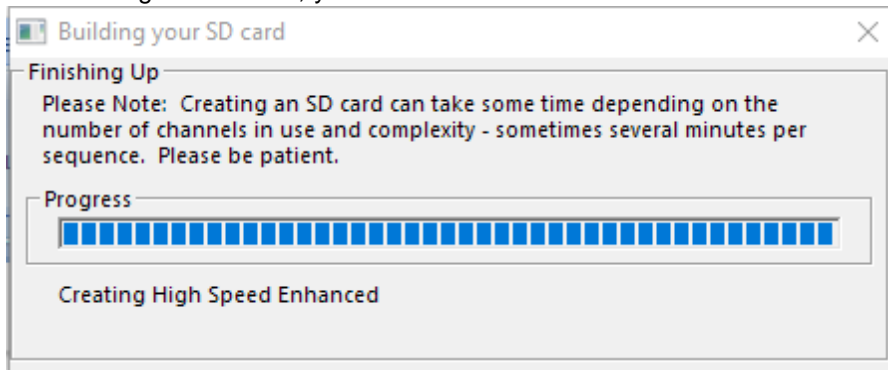 Building your SD card
Finishing Up
Please Note:  Creating an SD card can take some time depending on the
number of channels in use and complexity - sometimes several minutes per
sequence.  Please be patient.
Progress
Creating High Speed Enhanced